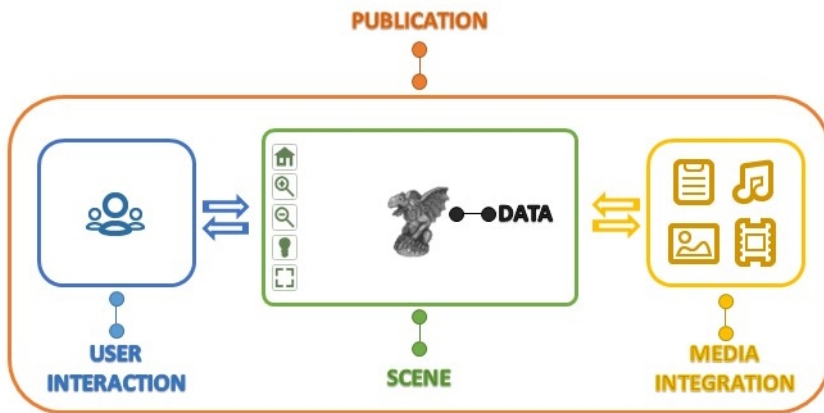 PUBLICATION
DATA
USER
INTERACTION
SCENE
MEDIA
INTEGRATION